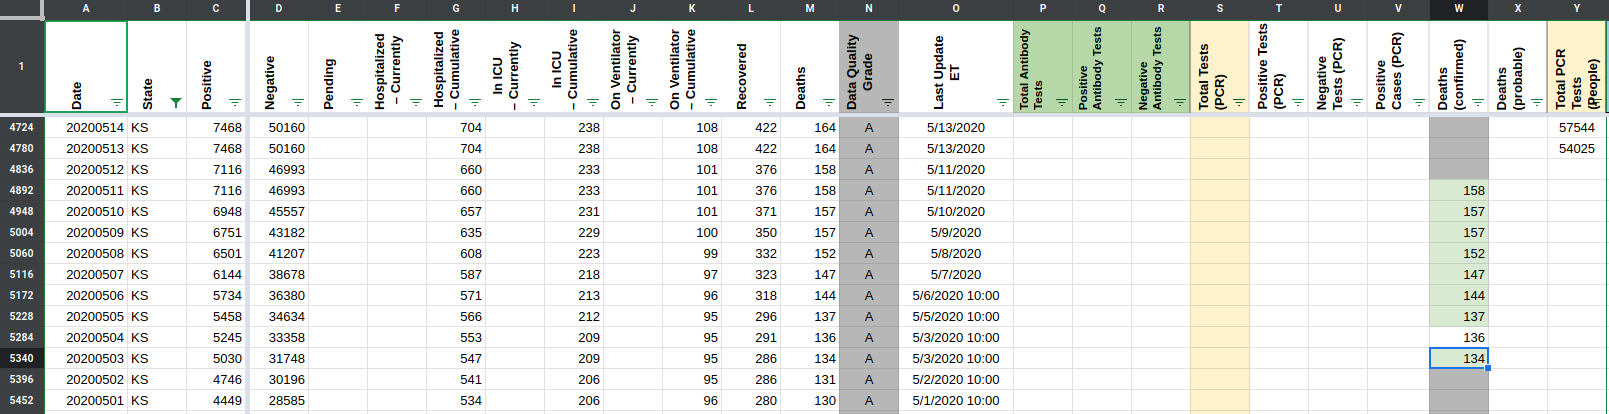 A B C D E F G H I J K L M N O P Q R S T U V W X Y
1 Date State Positive Negative Pending Hospitalized – Currently Hospitalized – Cumulative In ICU – Currently In ICU – Cumulative On Ventilator – Currently On Ventilator – Cumulative Recovered Deaths Data Quality Grade Last Update ET Total Antibody Tests Positive Antibody Tests Negative Antibody Tests Total Tests (PCR) Positive Tests (PCR) Negative Tests (PCR) Positive Cases (PCR) Deaths (confirmed) Deaths (probable) Total PCR Tests (People)
4724 20200514 KS 7468 50160 704 238 108 422 164 A 5/13/2020 57544
4780 20200513 KS 7468 50160 704 238 108 422 164 A 5/13/2020 54025
4836 20200512 KS 7116 46993 660 233 101 376 158 A 5/11/2020
4892 20200511 KS 7116 46993 660 233 101 376 158 A 5/11/2020 158
4948 20200510 KS 6948 45557 657 231 101 371 157 A 5/10/2020 157
5004 20200509 KS 6751 43182 635 229 100 350 157 A 5/9/2020 157
5060 20200508 KS 6501 41207 608 223 99 332 152 A 5/8/2020 152
5116 20200507 KS 6144 38678 587 218 97 323 147 A 5/7/2020 147
5172 20200506 KS 5734 36380 571 213 96 318 144 A 5/6/2020 10:00 144
5228 20200505 KS 5458 34634 566 212 95 296 137 A 5/5/2020 10:00 137
5284 20200504 KS 5245 33358 553 209 95 291 136 A 5/3/2020 10:00 136
5340 20200503 KS 5030 31748 547 209 95 286 134 A 5/3/2020 10:00 134
5396 20200502 KS 4746 30196 541 206 95 286 131 A 5/2/2020 10:00
5452 20200501 KS 4449 28585 534 206 96 280 130 A 5/1/2020 10:00